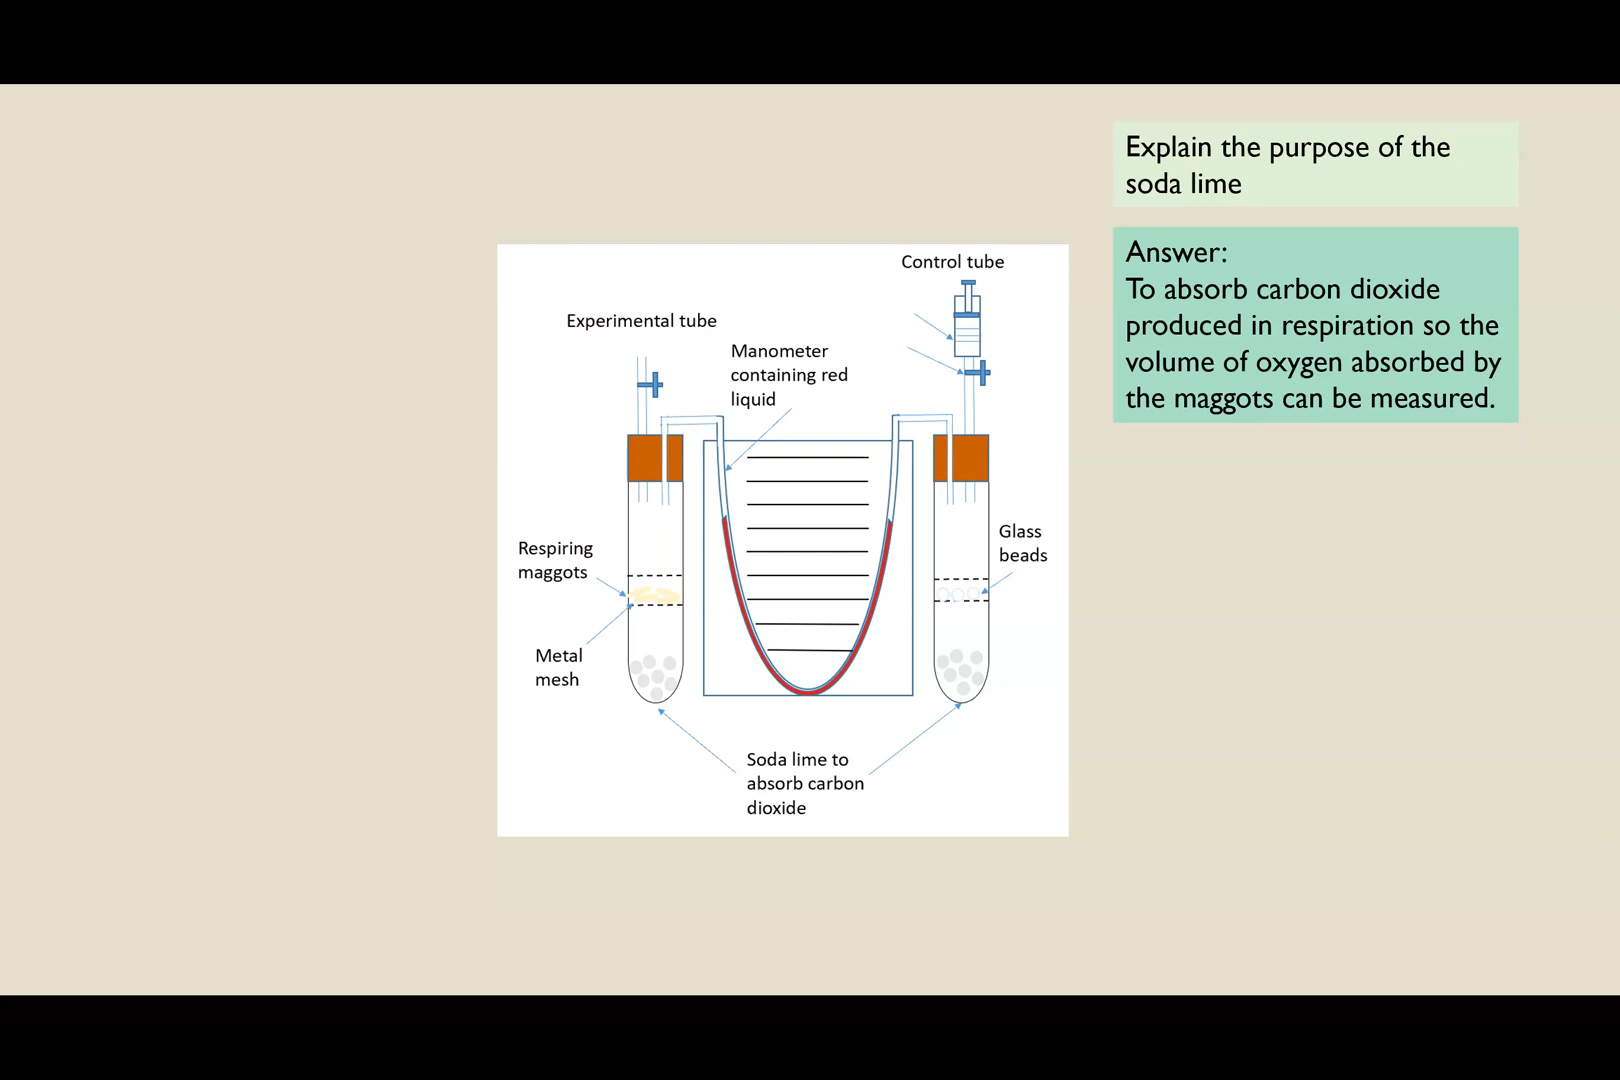 Explain the purpose of the
soda lime
Answer:
To absorb carbon dioxide
produced in respiration so the
volume of oxygen absorbed by
the maggots can be measured.
Control tube
Experimental tube
Manometer
containing red
liquid
Glass
beads
Respiring
maggots
Metal
mesh
Soda lime to
absorb carbon
dioxide